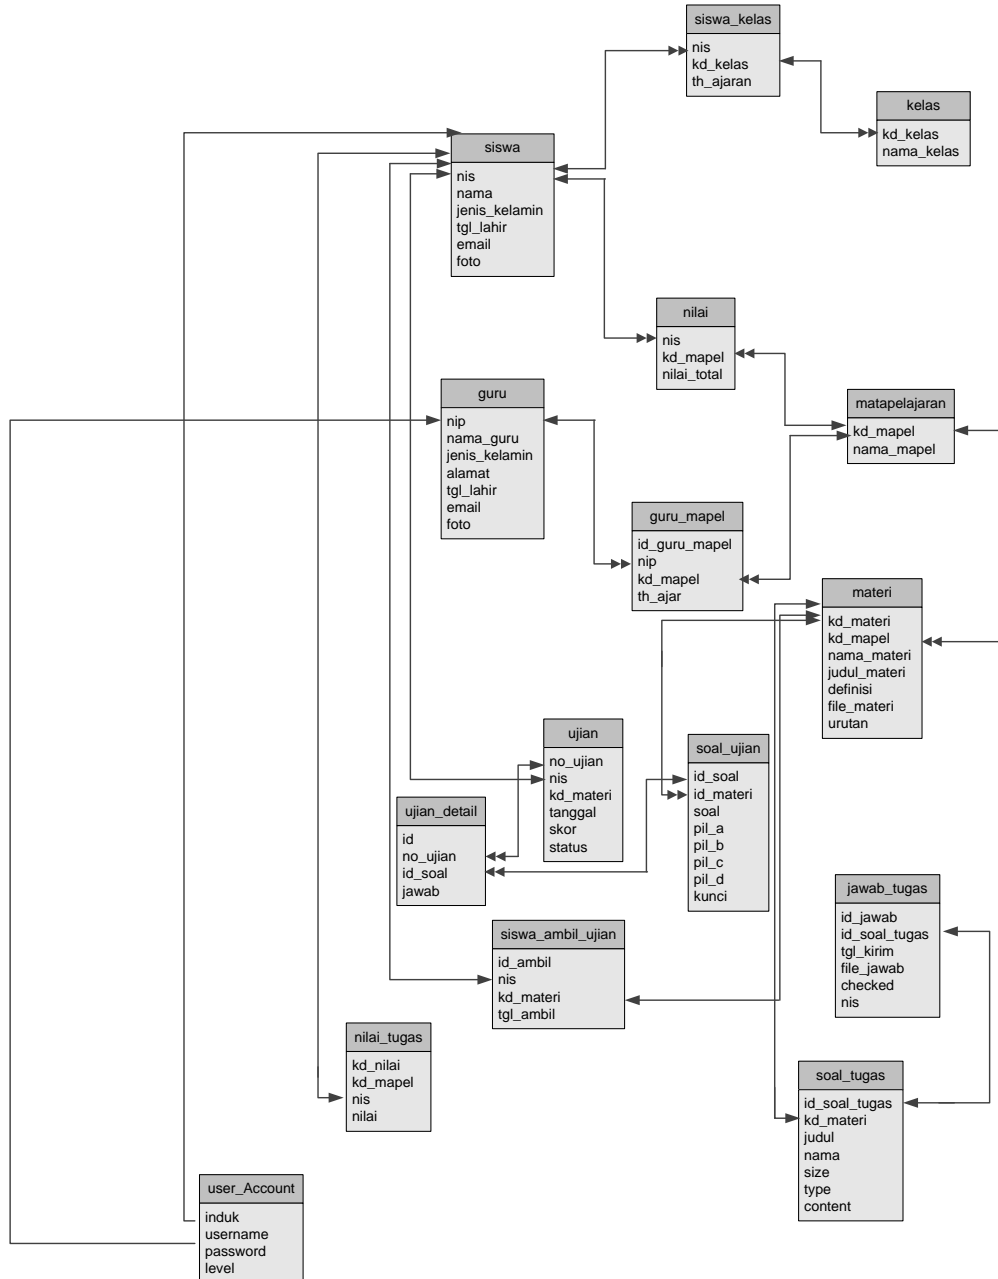 siswa_kelas
nis
kd_kelas
th_ajaran
kelas
kd_kelas
nama_kelas
siswa
nis
nama
jenis_kelamin
tgl_lahir
email
foto
nilai
nis
kd_mapel
nilai_total
guru
nip
nama_guru
jenis_kelamin
alamat
tgl_lahir
email
foto
matapelajaran
kd_mapel
nama_mapel
guru_mapel
id_guru_mapel
nip
kd_mapel
th_ajar
materi
kd_materi
kd_mapel
nama_materi
judul_materi
definisi
file_materi
urutan
ujian
no_ujian
nis
kd_materi
tanggal
skor
status
soal_ujian
id_soal
id_materi
soal
pil_a
pil_b
pil_c
pil_d
kunci
ujian_detail
id
no_ujian
id_soal
jawab
jawab_tugas
id_jawab
id_soal_tugas
tgl_kirim
file_jawab
checked
nis
siswa_ambil_ujian
id_ambil
nis
kd_materi
tgl_ambil
nilai_tugas
kd_nilai
kd_mapel
nis
nilai
soal_tugas
id_soal_tugas
kd_materi
judul
nama
size
type
content
user_Account
induk
username
password
level